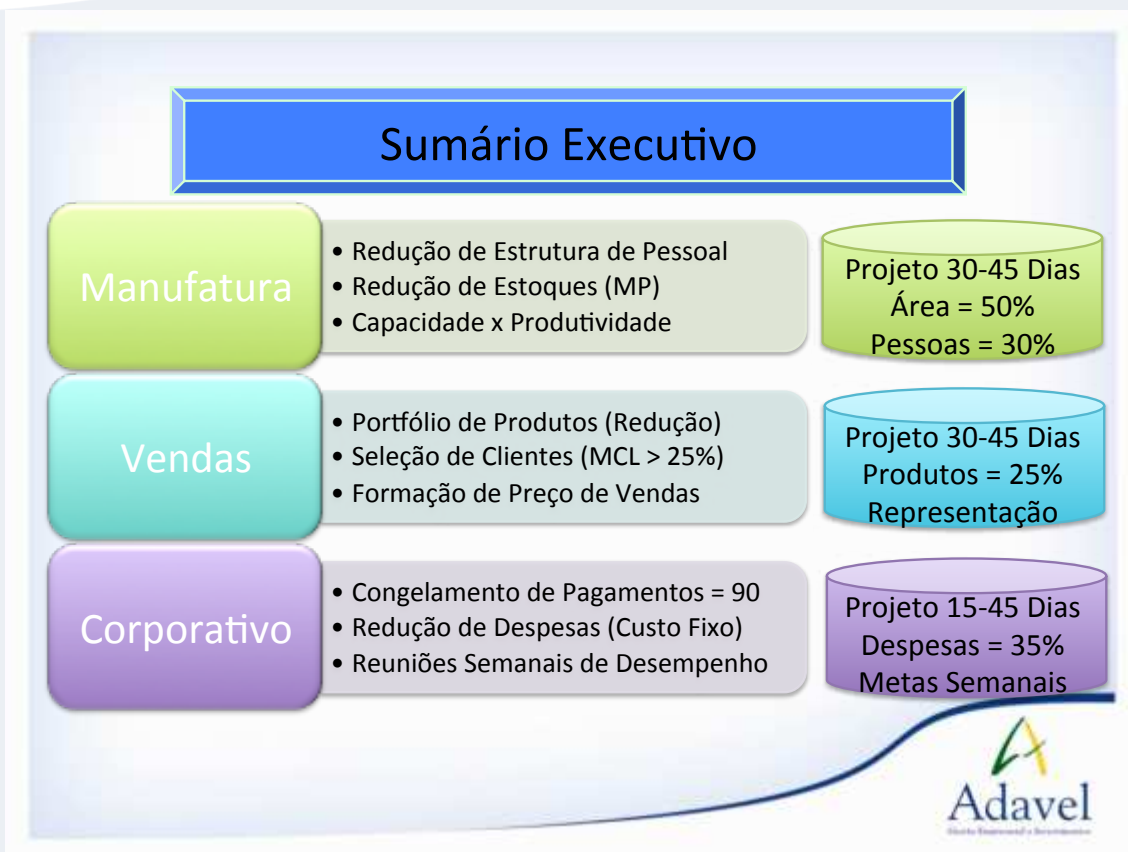 Sumário Executivo
Manufatura
• Redução de Estrutura de Pessoal
• Redução de Estoques (MP)
• Capacidade x Produtividade
Projeto 30-45 Dias
Área = 50%
Pessoas = 30%
Vendas
• Portfólio de Produtos (Redução)
• Seleção de Clientes (MCL > 25%)
• Formação de Preço de Vendas
Projeto 30-45 Dias
Produtos = 25%
Representação
Corporativo
• Congelamento de Pagamentos = 90
• Redução de Despesas (Custo Fixo)
• Reuniões Semanais de Desempenho
Projeto 15-45 Dias
Despesas = 35%
Metas Semanais
Adavel
Gestão Empresarial e Investimentos